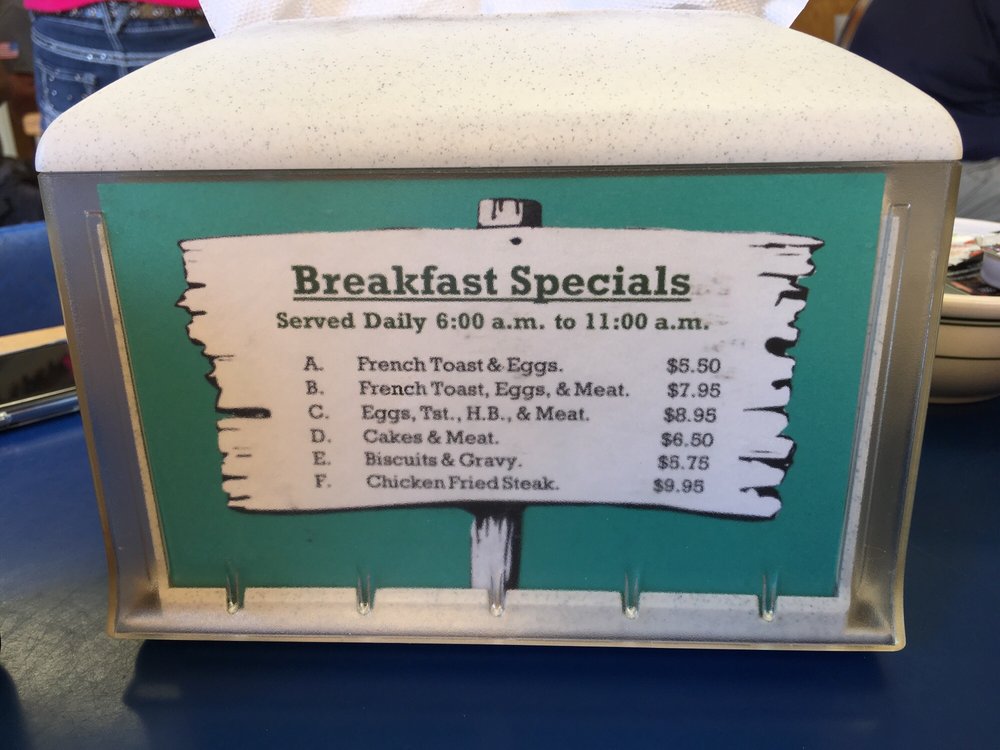 Breakfast Specials
Served Daily 6:00 a.m. to 11:00 a.m.
A. French Toast & Eggs. $5.50
B. French Toast, Eggs, & Meat. $7.95
C. Eggs, Tst., H.B., & Meat. $8.95
D. Cakes & Meat. $6.50
E. Biscuits & Gravy. $5.75
F. Chicken Fried Steak. $9.95